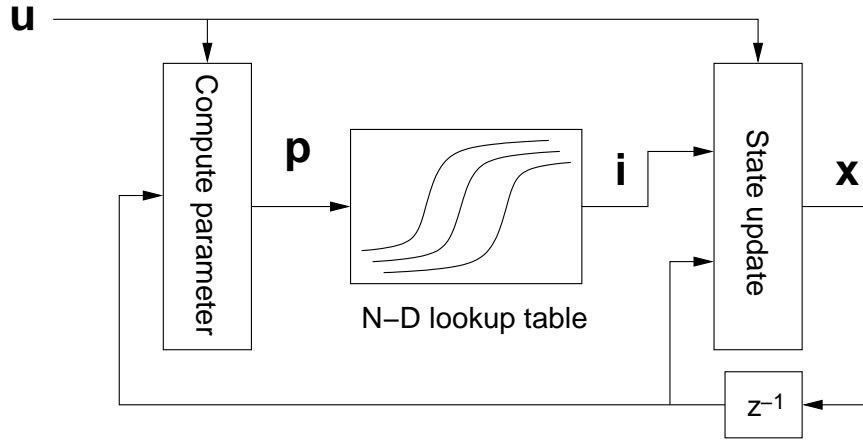 u
Compute parameter
p
N−D lookup table
i
State update
x
z⁻¹